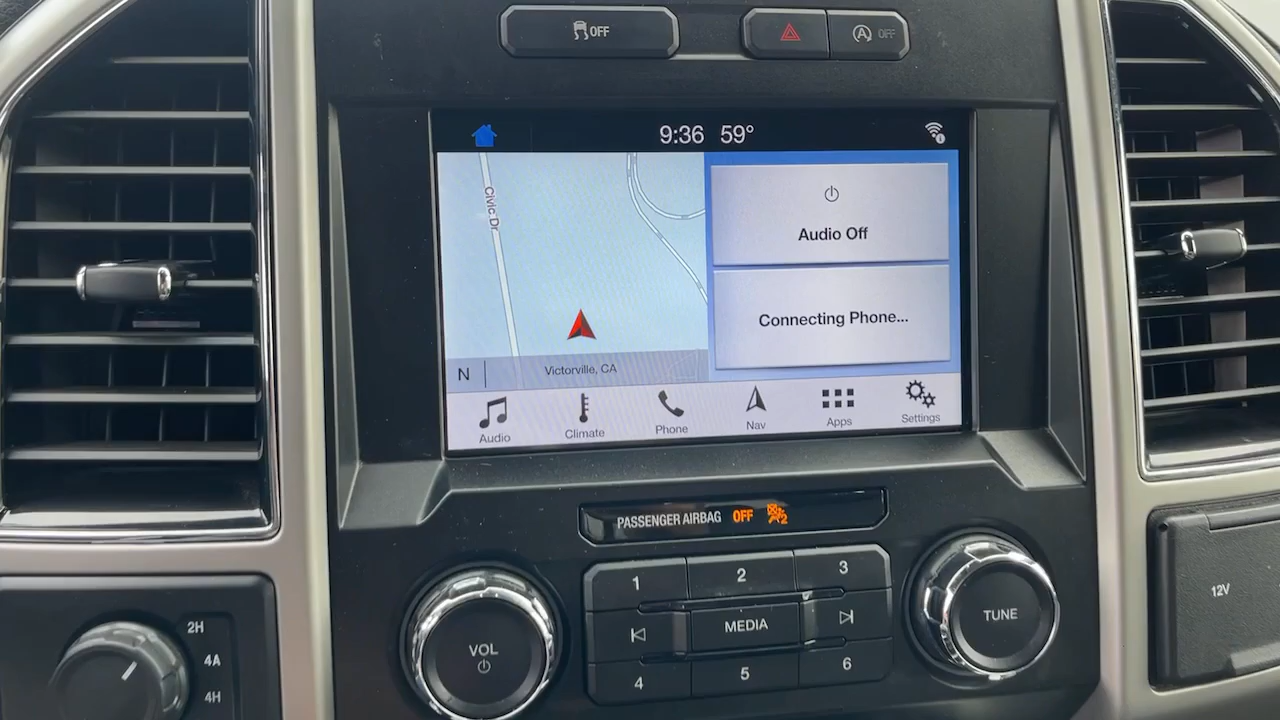 OFF
A OFF
9:36 59°
Civic Dr
Audio Off
Connecting Phone...
N Victorville, CA
Audio Climate Phone Nav Apps Settings
PASSENGER AIRBAG OFF 2
1 2 3
VOL MEDIA TUNE
4 5 6
2H
4A
4H
12V